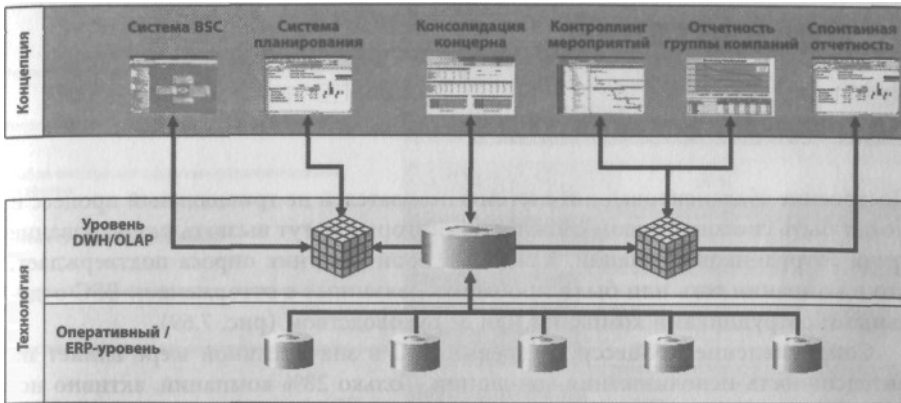 Концепция
Система BSC
Система
планирования
Консолидация
концерна
Контроллинг
мероприятий
Отчетность
группы компаний
Спонтанная
отчетность
Технология
Уровень
DWH/OLAP
Оперативный /
ERP-уровень